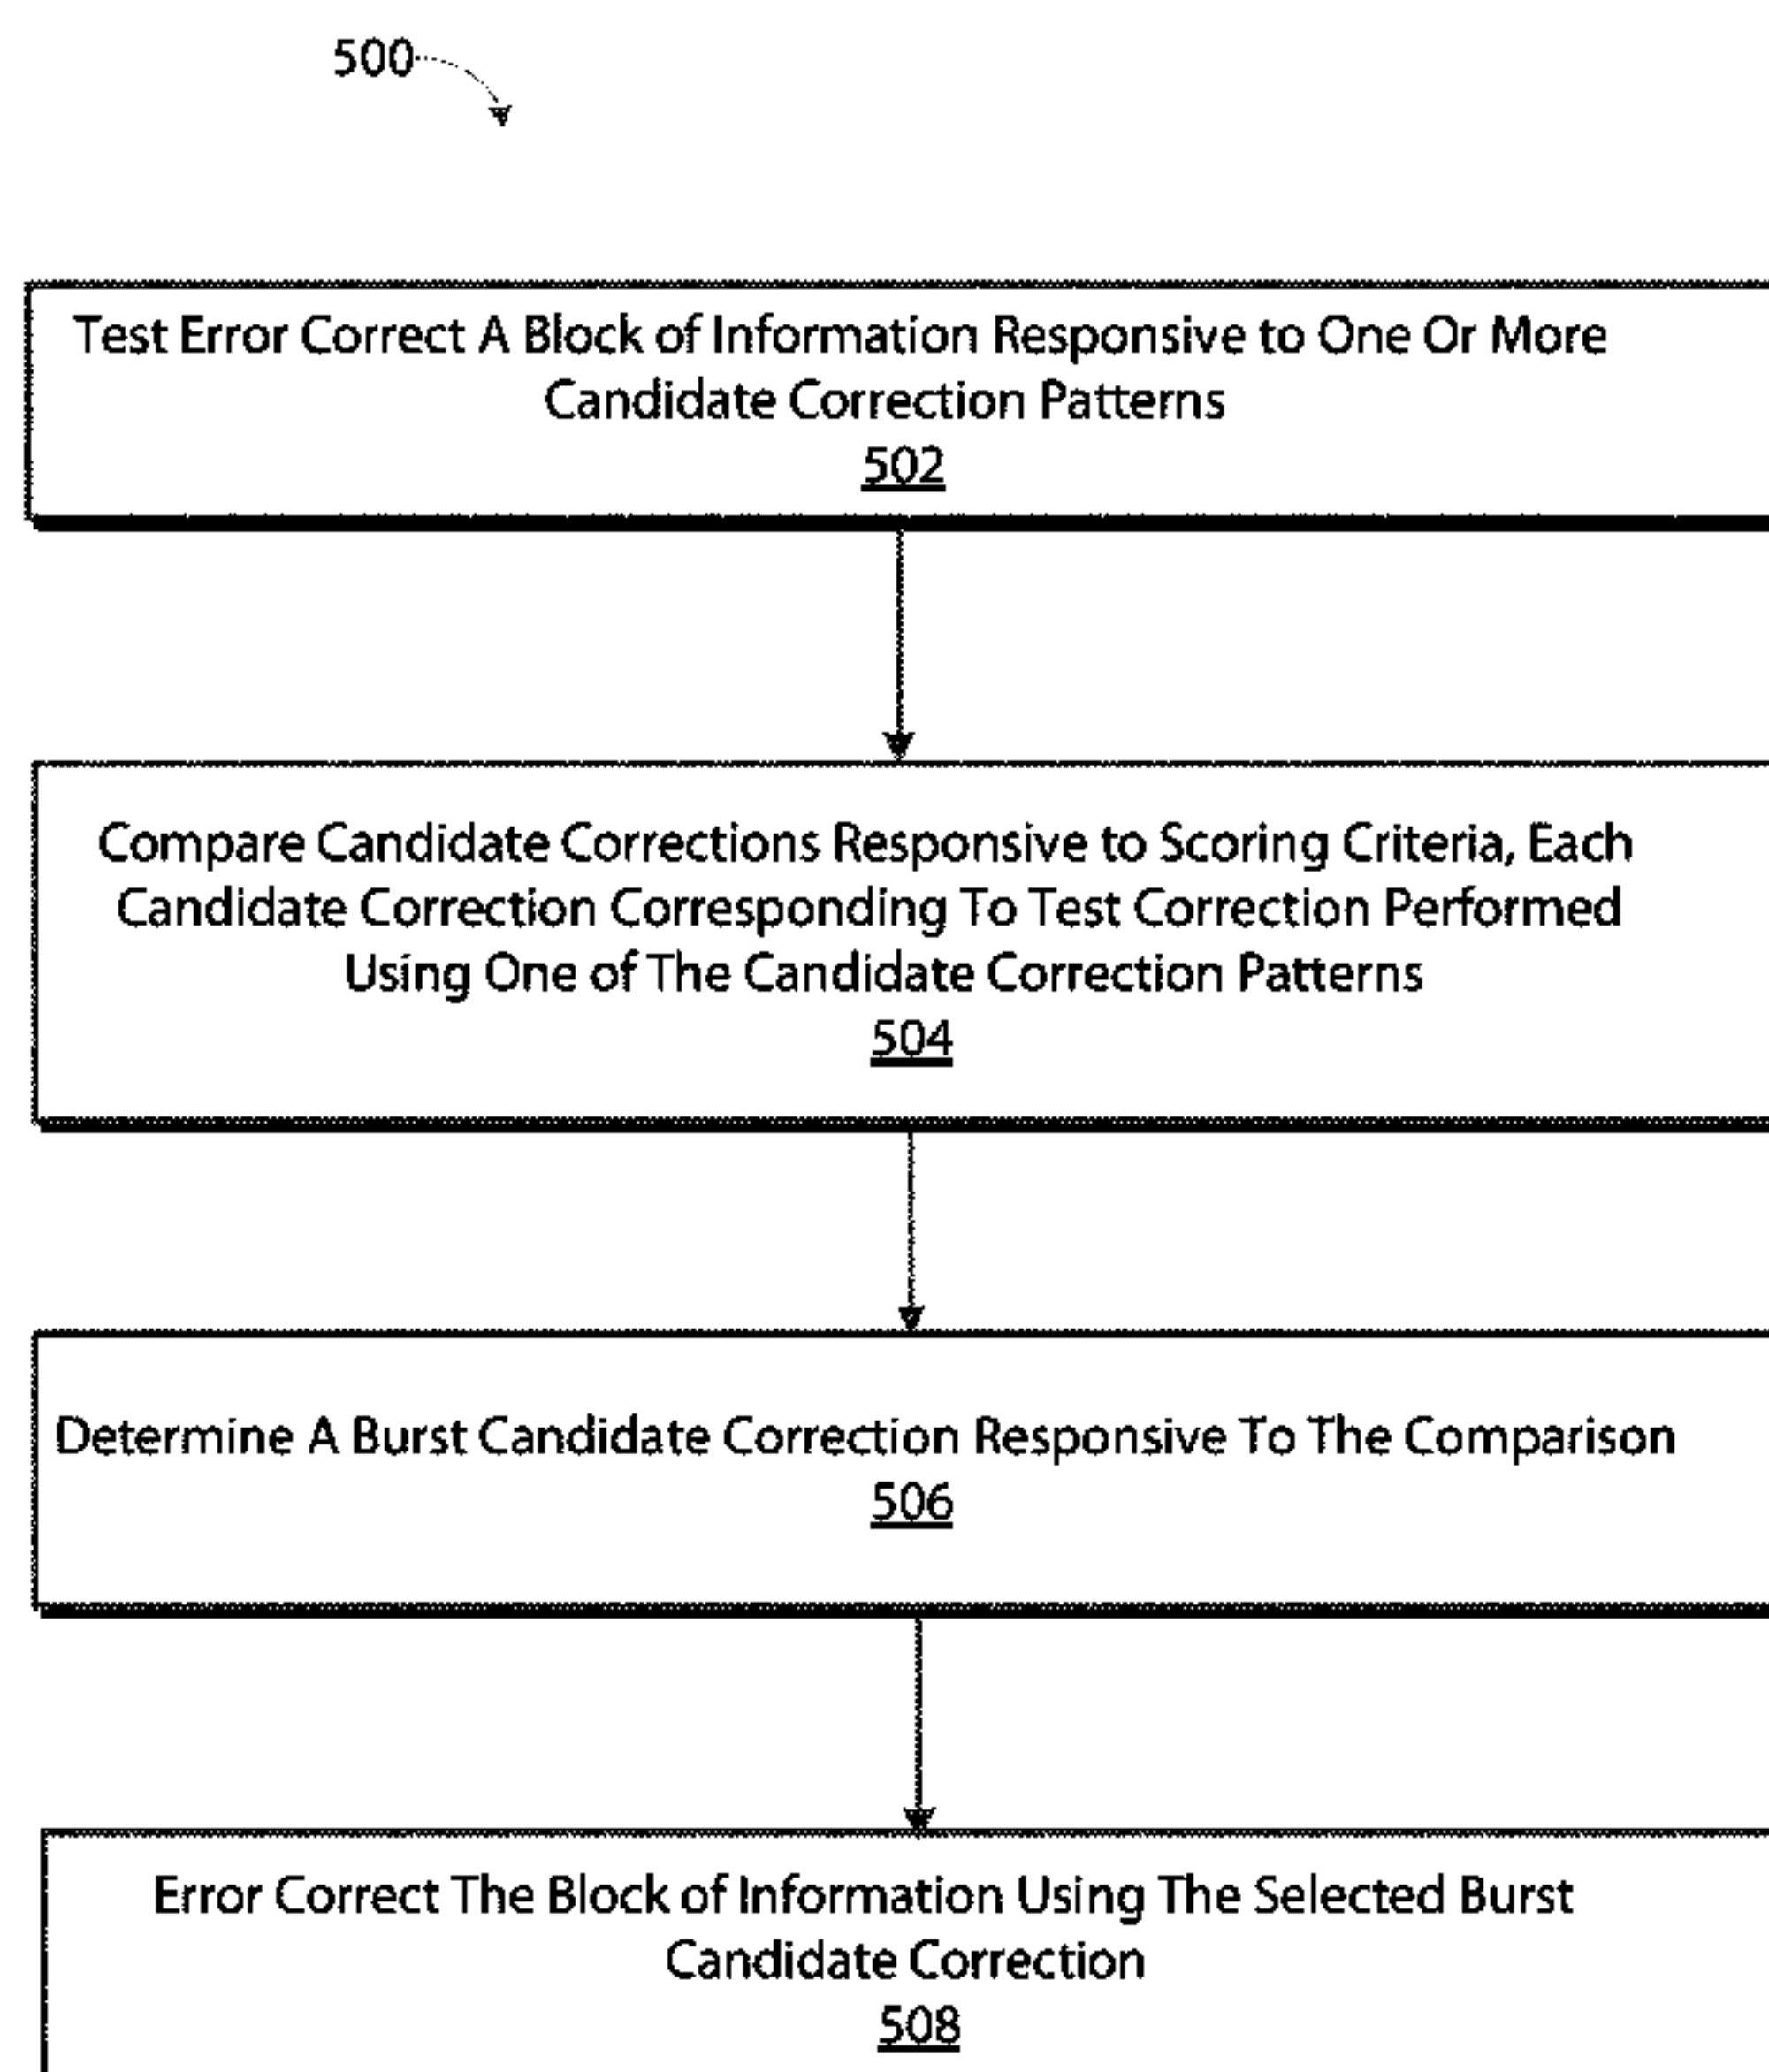 500
Test Error Correct A Block of Information Responsive to One Or More
Candidate Correction Patterns
502
Compare Candidate Corrections Responsive to Scoring Criteria, Each
Candidate Correction Corresponding To Test Correction Performed
Using One of The Candidate Correction Patterns
504
Determine A Burst Candidate Correction Responsive To The Comparison
506
Error Correct The Block of Information Using The Selected Burst
Candidate Correction
508